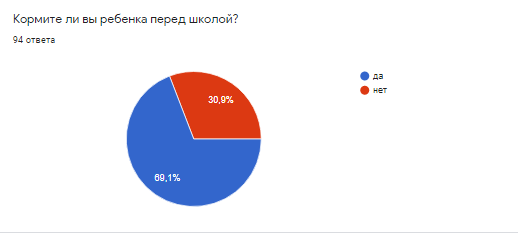 Кормите ли вы ребенка перед школой?
94 ответа
да
нет
30,9%
69,1%